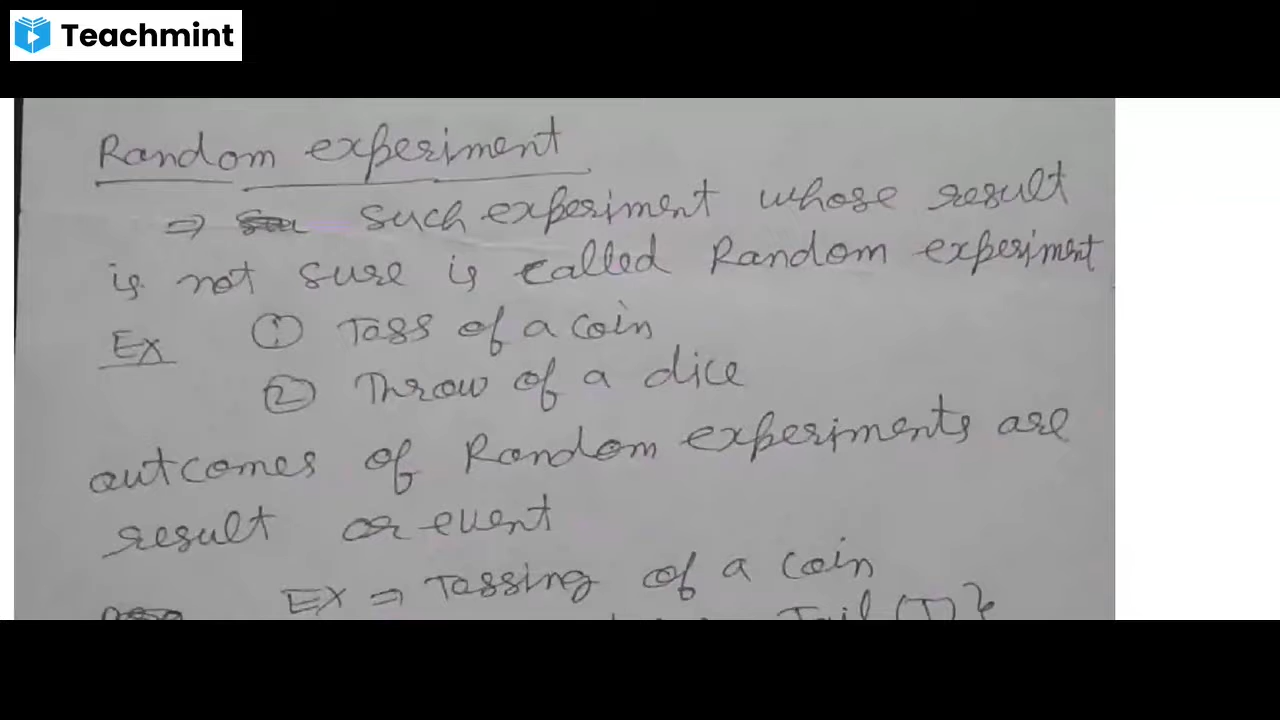 Teachmint
Random experiment
⇒ such experiment whose result
is not sure is called Random experiment
Ex ① Toss of a coin
② Throw of a dice
outcomes of Random experiments are
result or event
Ex ⇒ Tossing of a coin
Tail (T)}